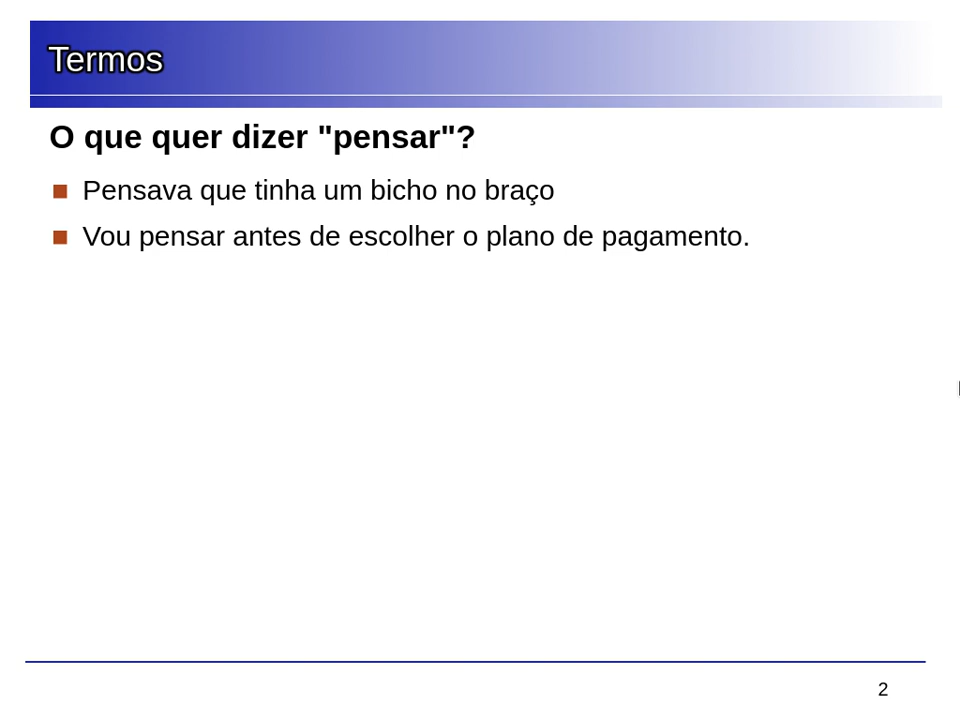 Termos
O que quer dizer "pensar"?
Pensava que tinha um bicho no braço
Vou pensar antes de escolher o plano de pagamento.
2